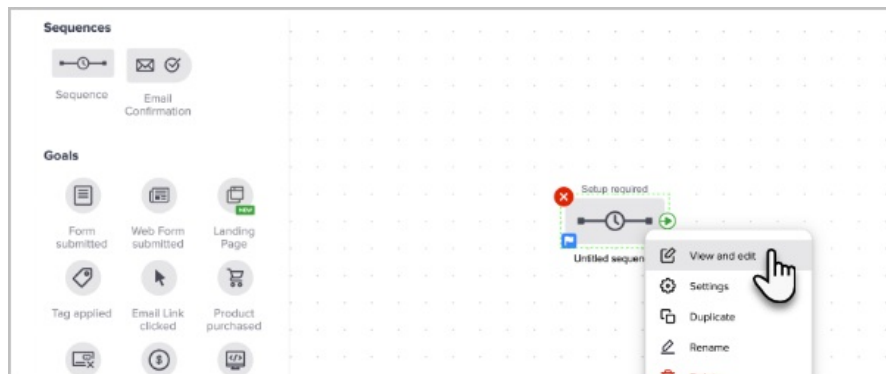 Sequences
Sequence
Email
Confirmation
Goals
Form
submitted
Web Form
submitted
NEW
Landing
Page
Tag applied
Email Link
clicked
Product
purchased
Setup required
Untitled sequen
View and edit
Settings
Duplicate
Rename